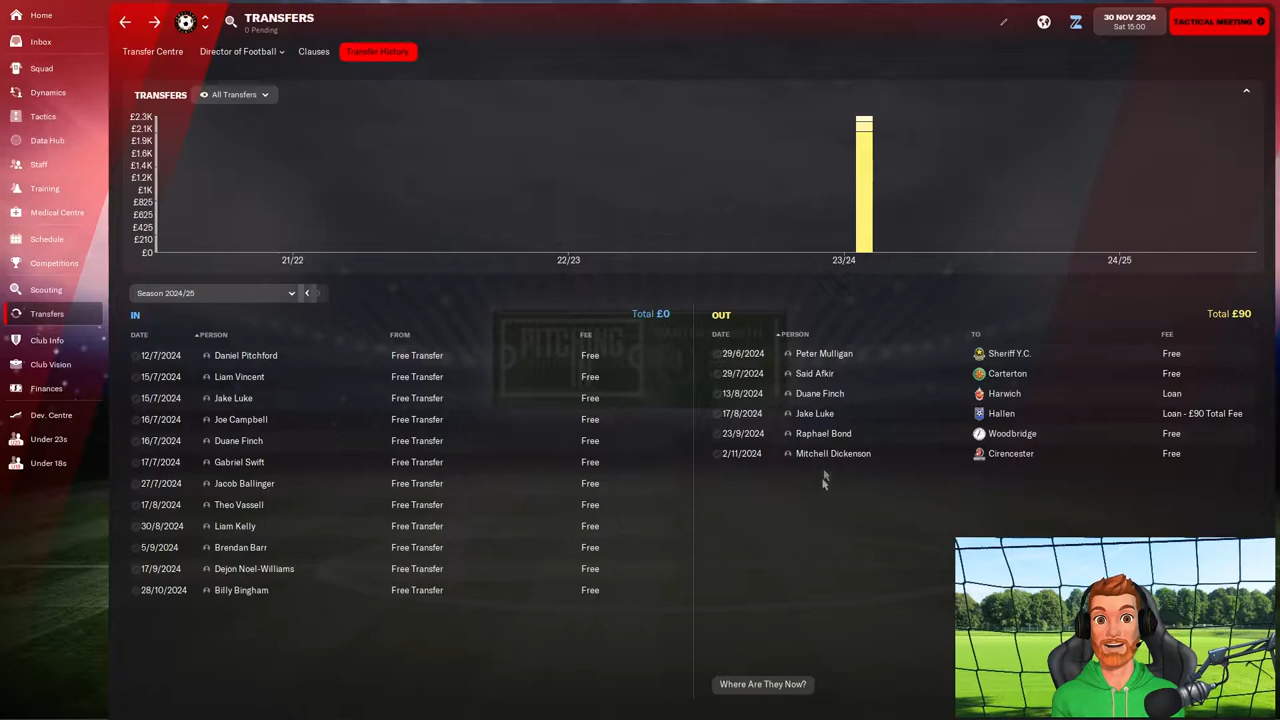 Home
Inbox
Squad
Dynamics
Tactics
Data Hub
Staff
Training
Medical Centre
Schedule
Competitions
Scouting
Transfers
Club Info
Club Vision
Finances
Dev. Centre
Under 23s
Under 18s
TRANSFERS
0 Pending
30 NOV 2024
Sat 15:00
TACTICAL MEETING
Transfer Centre
Director of Football
Clauses
Transfer History
TRANSFERS
All Transfers
£2.3K
£2.1K
£1.9K
£1.6K
£1.4K
£1.2K
£1K
£825
£625
£425
£210
£0
21/22
22/23
23/24
24/25
Season 2024/25
IN
Total £0
DATE PERSON FROM FEE
12/7/2024 Daniel Pitchford Free Transfer Free
15/7/2024 Liam Vincent Free Transfer Free
15/7/2024 Jake Luke Free Transfer Free
16/7/2024 Joe Campbell Free Transfer Free
16/7/2024 Duane Finch Free Transfer Free
17/7/2024 Gabriel Swift Free Transfer Free
27/7/2024 Jacob Ballinger Free Transfer Free
17/8/2024 Theo Vassell Free Transfer Free
30/8/2024 Liam Kelly Free Transfer Free
5/9/2024 Brendan Barr Free Transfer Free
17/9/2024 Dejon Noel-Williams Free Transfer Free
28/10/2024 Billy Bingham Free Transfer Free
OUT
Total £90
DATE PERSON TO FEE
29/6/2024 Peter Mulligan Sheriff Y.C. Free
29/7/2024 Said Afkir Carterton Free
13/8/2024 Duane Finch Harwich Loan
17/8/2024 Jake Luke Hallen Loan - £90 Total Fee
23/9/2024 Raphael Bond Woodbridge Free
2/11/2024 Mitchell Dickenson Cirencester Free
Where Are They Now?
PITCHING